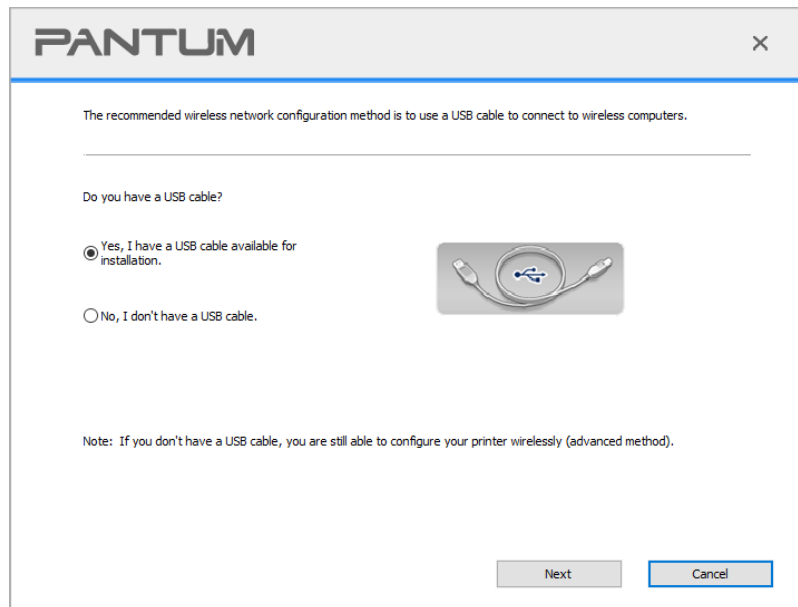 PANTUM
The recommended wireless network configuration method is to use a USB cable to connect to wireless computers.
Do you have a USB cable?
Yes, I have a USB cable available for
installation.
No, I don't have a USB cable.
Note: If you don't have a USB cable, you are still able to configure your printer wirelessly (advanced method).
Next
Cancel